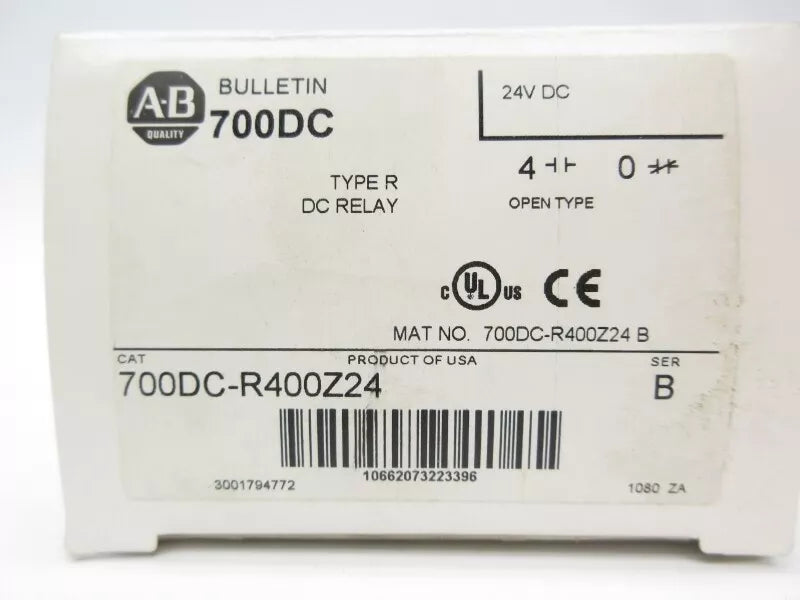 A-B
QUALITY
BULLETIN
700DC
24V DC
TYPE R
DC RELAY
4 0
OPEN TYPE
c UL US CE
MAT NO. 700DC-R400Z24 B
CAT PRODUCT OF USA SER
700DC-R400Z24 B
10662073223396
3001794772 1080 ZA